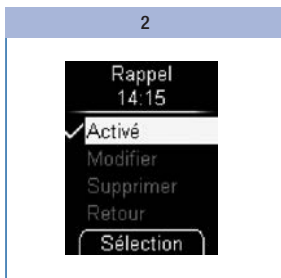 2
Rappel
14:15
Activé
Modifier
Supprimer
Retour
Sélection